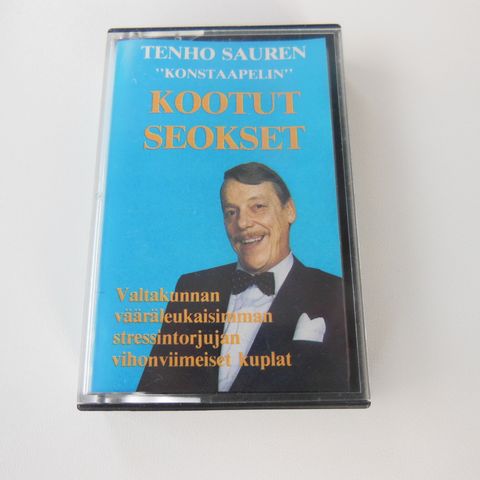 TENHO SAUREN
"KONSTAAPELIN"
KOOTUT
SEOKSET
Valtakunnan
vääräleukaisimman
stressintorjujan
vihonviimeiset kuplat